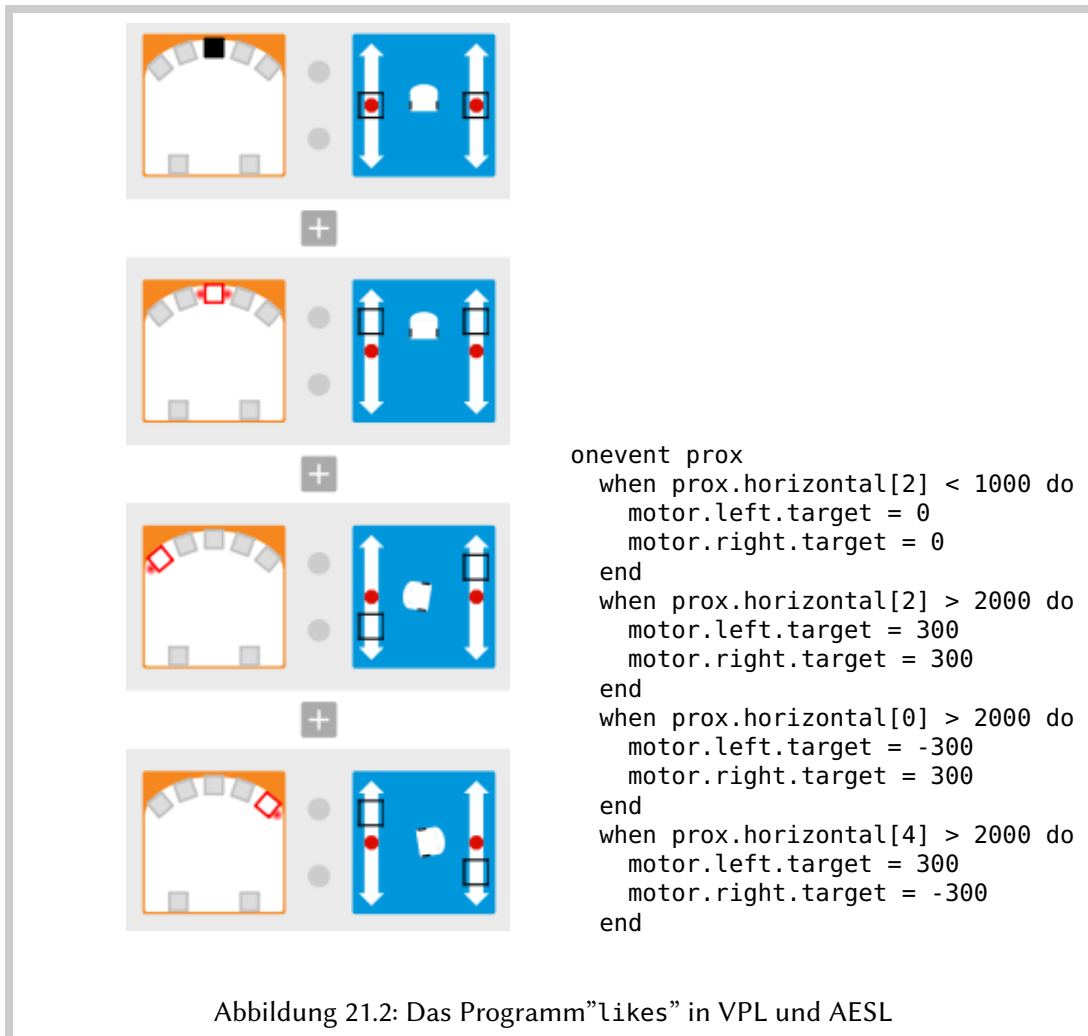 onevent prox
when prox.horizontal[2] < 1000 do
motor.left.target = 0
motor.right.target = 0
end
when prox.horizontal[2] > 2000 do
motor.left.target = 300
motor.right.target = 300
end
when prox.horizontal[0] > 2000 do
motor.left.target = -300
motor.right.target = 300
end
when prox.horizontal[4] > 2000 do
motor.left.target = 300
motor.right.target = -300
end
Abbildung 21.2: Das Programm”likes” in VPL und AESL